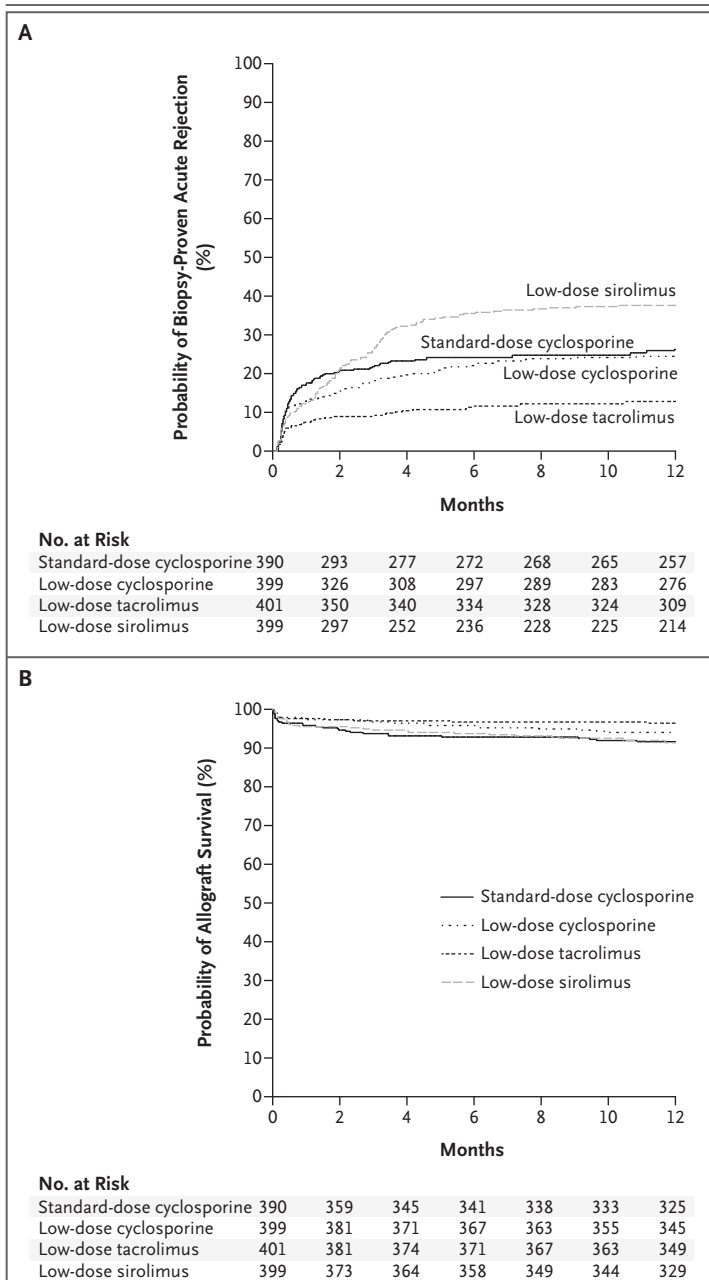 A
Probability of Biopsy-Proven Acute Rejection
(%)
100
90
80
70
60
50
40
30
20
10
0
Low-dose sirolimus
Standard-dose cyclosporine
Low-dose cyclosporine
Low-dose tacrolimus
0 2 4 6 8 10 12
Months
No. at Risk
Standard-dose cyclosporine 390 293 277 272 268 265 257
Low-dose cyclosporine 399 326 308 297 289 283 276
Low-dose tacrolimus 401 350 340 334 328 324 309
Low-dose sirolimus 399 297 252 236 228 225 214
B
Probability of Allograft Survival (%)
100
90
80
70
60
50
40
30
20
10
0
Standard-dose cyclosporine
Low-dose cyclosporine
Low-dose tacrolimus
Low-dose sirolimus
0 2 4 6 8 10 12
Months
No. at Risk
Standard-dose cyclosporine 390 359 345 341 338 333 325
Low-dose cyclosporine 399 381 371 367 363 355 345
Low-dose tacrolimus 401 381 374 371 367 363 349
Low-dose sirolimus 399 373 364 358 349 344 329